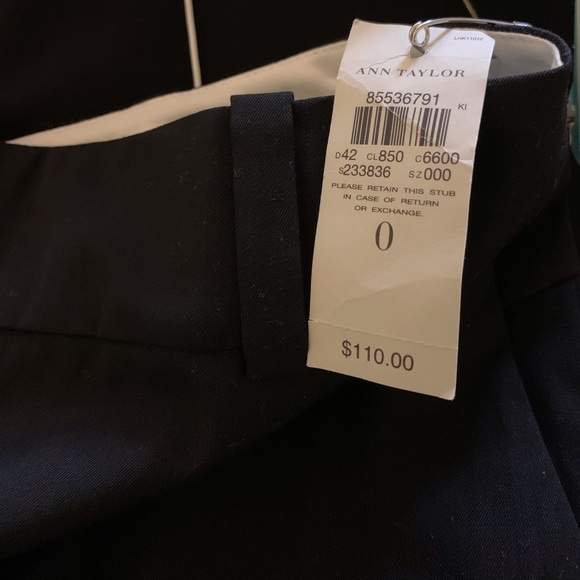 ANN TAYLOR
85536791
KI
D42 CL850 C6600
S233836 SZ000
PLEASE RETAIN THIS STUB
IN CASE OF RETURN
OR EXCHANGE.
0
$110.00